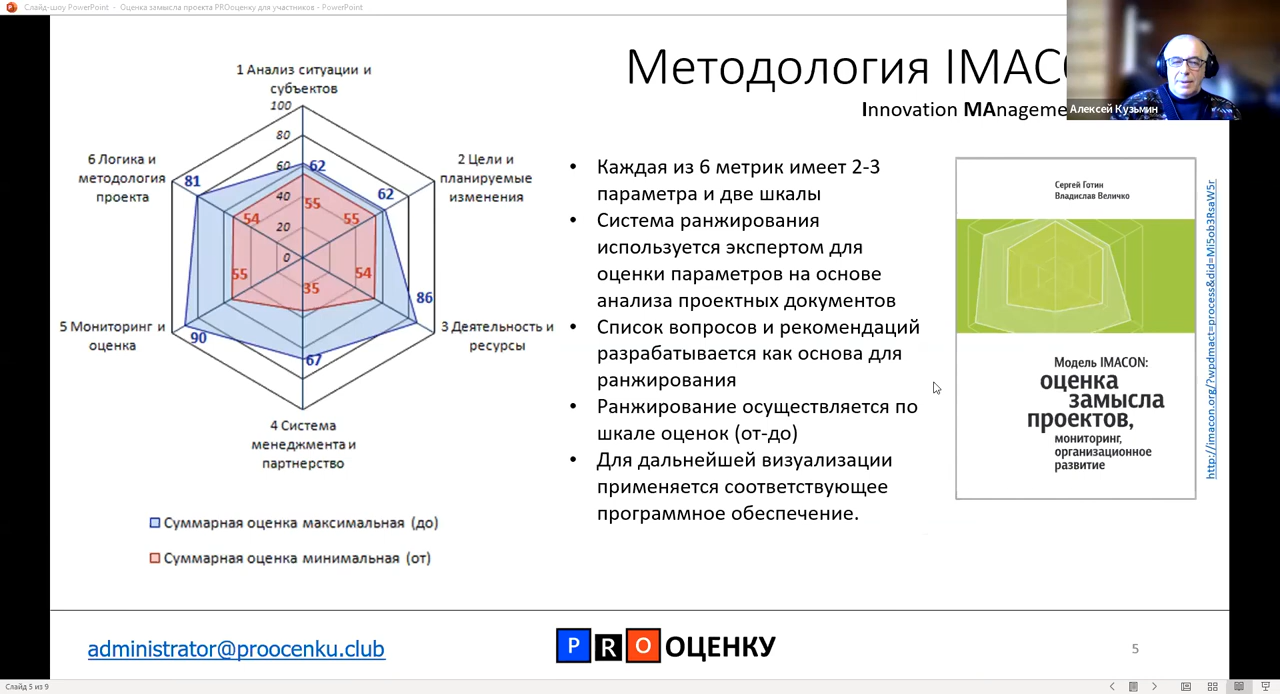 Слайд-шоу PowerPoint - Оценка замысла проекта PROоценку для участников - PowerPoint
Методология IMACO
Innovation MAnageme
Алексей Кузьмин
1 Анализ ситуации и
субъектов
100
80
60
40
20
0
62
55
2 Цели и
планируемые
изменения
62
55
3 Деятельность и
ресурсы
86
54
4 Система
менеджмента и
партнерство
67
35
5 Мониторинг и
оценка
90
55
6 Логика и
методология
проекта
81
54
Суммарная оценка максимальная (до)
Суммарная оценка минимальная (от)
• Каждая из 6 метрик имеет 2-3
параметра и две шкалы
• Система ранжирования
используется экспертом для
оценки параметров на основе
анализа проектных документов
• Список вопросов и рекомендаций
разрабатывается как основа для
ранжирования
• Ранжирование осуществляется по
шкале оценок (от-до)
• Для дальнейшей визуализации
применяется соответствующее
программное обеспечение.
Сергей Готин
Владислав Величко
Модель IMACON:
оценка
замысла
проектов,
мониторинг,
организационное
развитие
http://imacon.org/?wpdmact=process&did=Mi5ob3RsaW5r
administrator@proocenku.club
PRO ОЦЕНКУ
5
Слайд 5 из 9